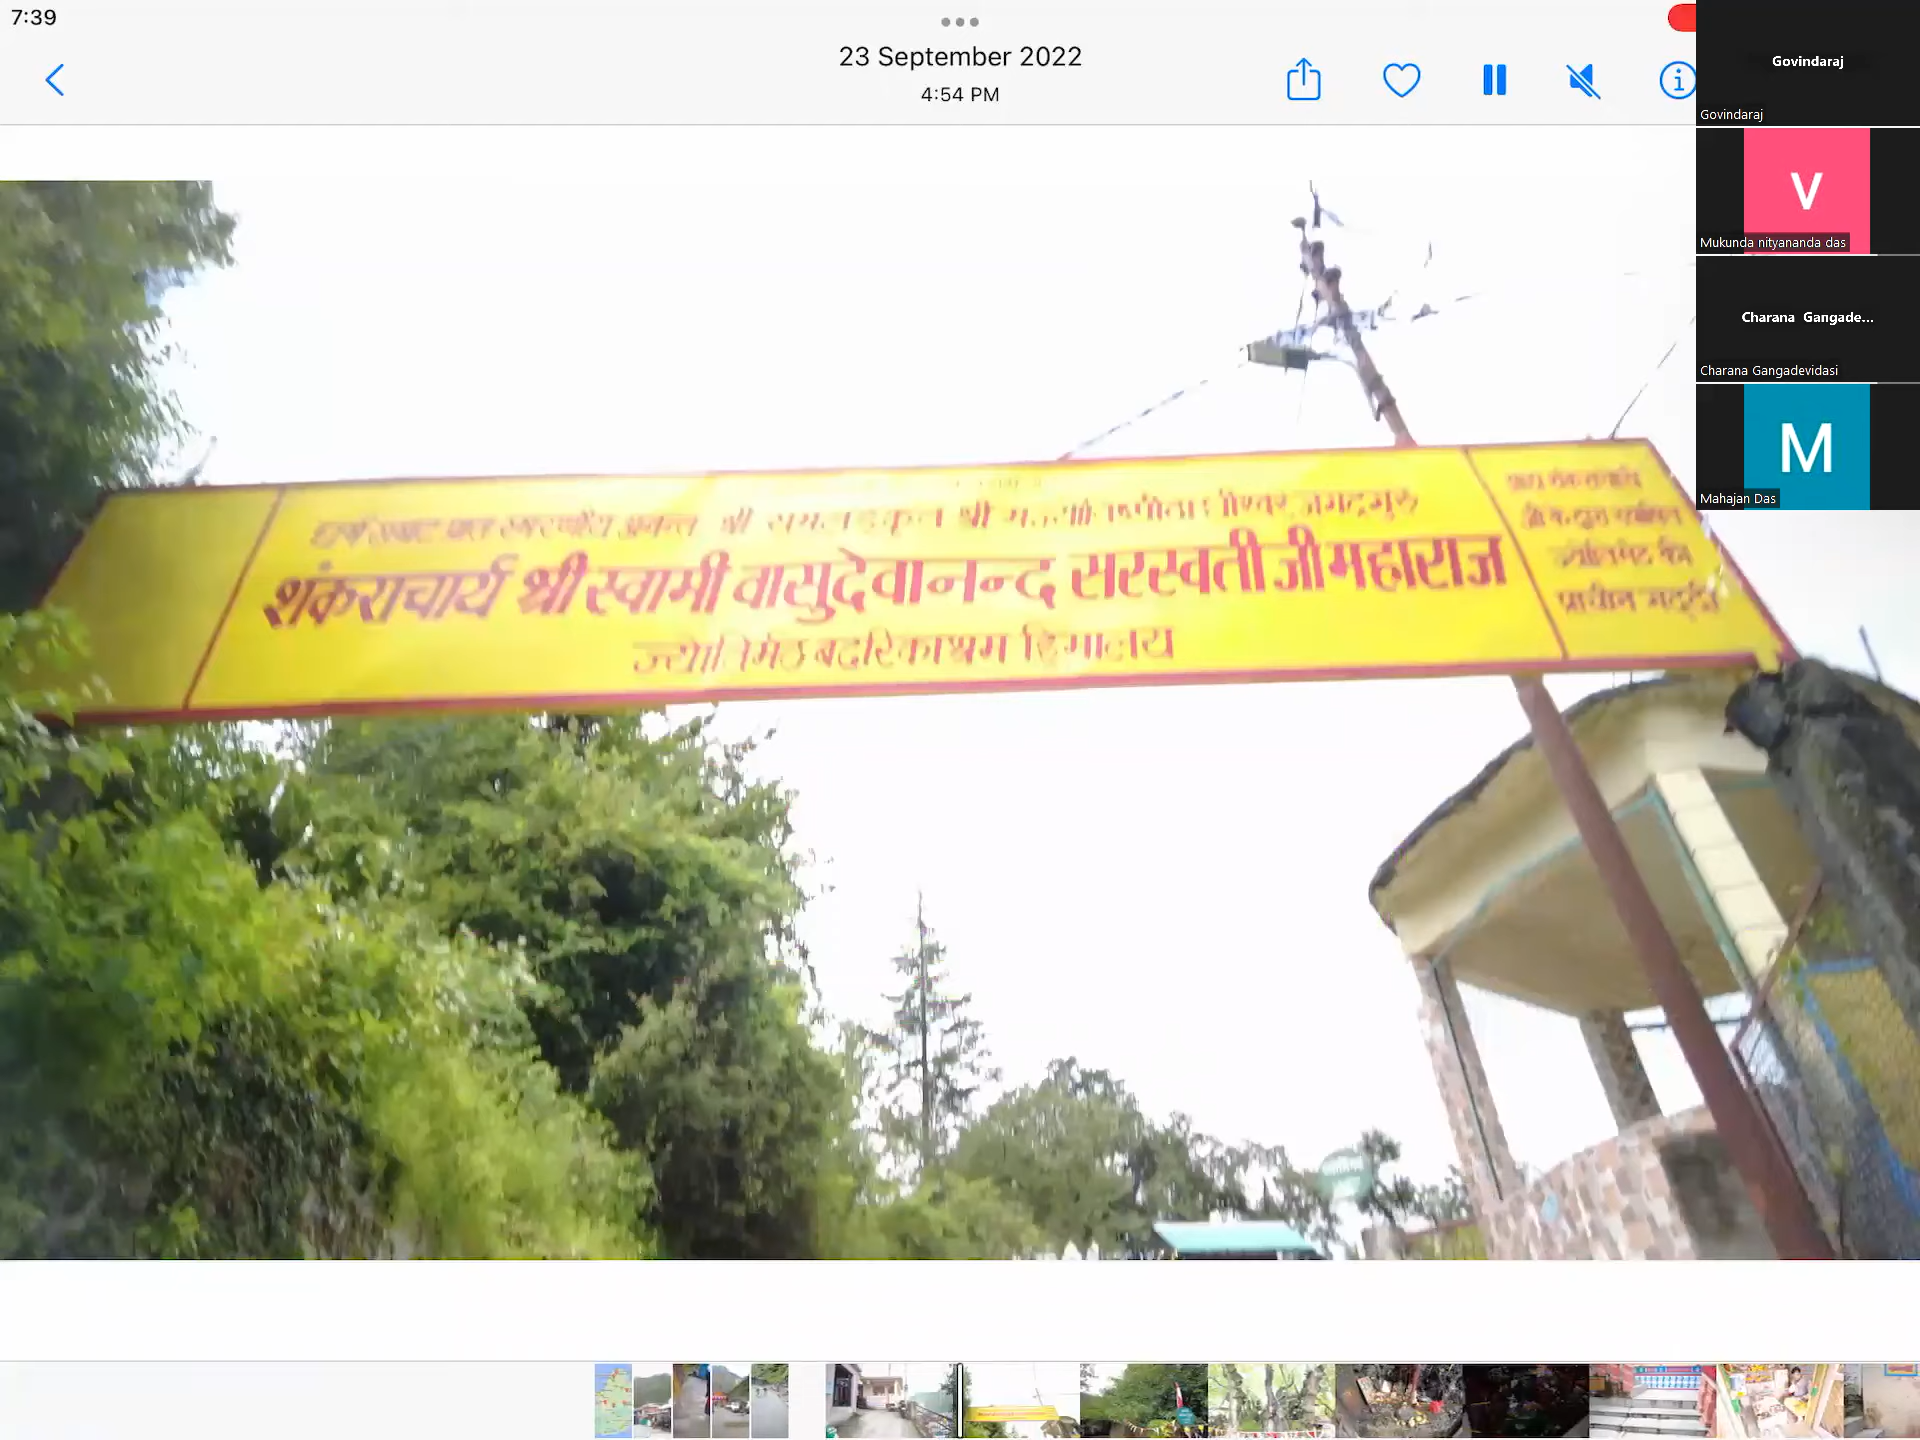 7:39
23 September 2022
4:54 PM
Govindaraj
Govindaraj
V
Mukunda nityananda das
Charana Gangade...
Charana Gangadevidasi
M
Mahajan Das
श्री श्री जगद्गुरु
शंकराचार्य श्री स्वामी वासुदेवानन्द सरस्वती जी महाराज
ज्योतिर्मठ बदरिकाश्रम हिमालय
प्राचीन